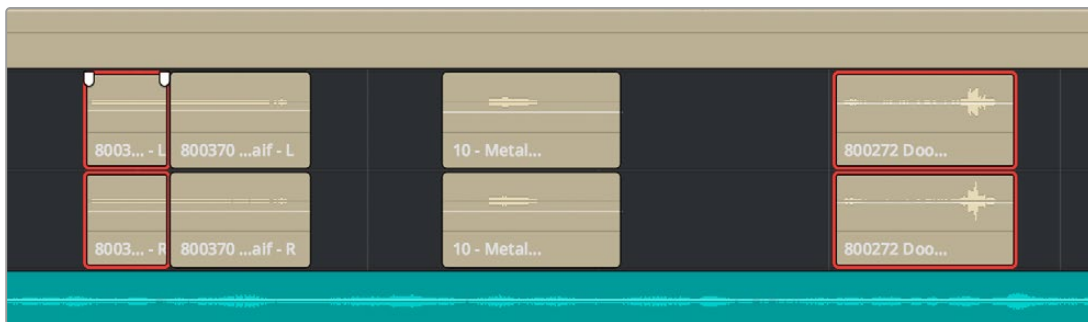 8003... - L
800370 ...aif - L
10 - Metal...
800272 Doo...
8003... - R
800370 ...aif - R
10 - Metal...
800272 Doo...